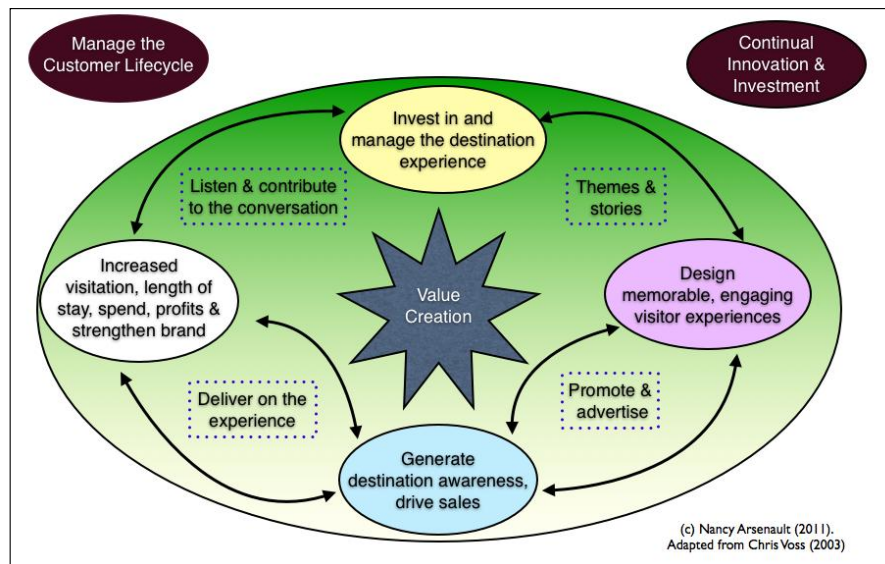 Manage the
Customer Lifecycle
Continual
Innovation &
Investment
Invest in and
manage the destination
experience
Listen & contribute
to the conversation
Themes &
stories
Increased
visitation, length of
stay, spend, profits &
strengthen brand
Value
Creation
Design
memorable, engaging
visitor experiences
Deliver on the
experience
Promote &
advertise
Generate
destination awareness,
drive sales
(c) Nancy Arsenault (2011).
Adapted from Chris Voss (2003)